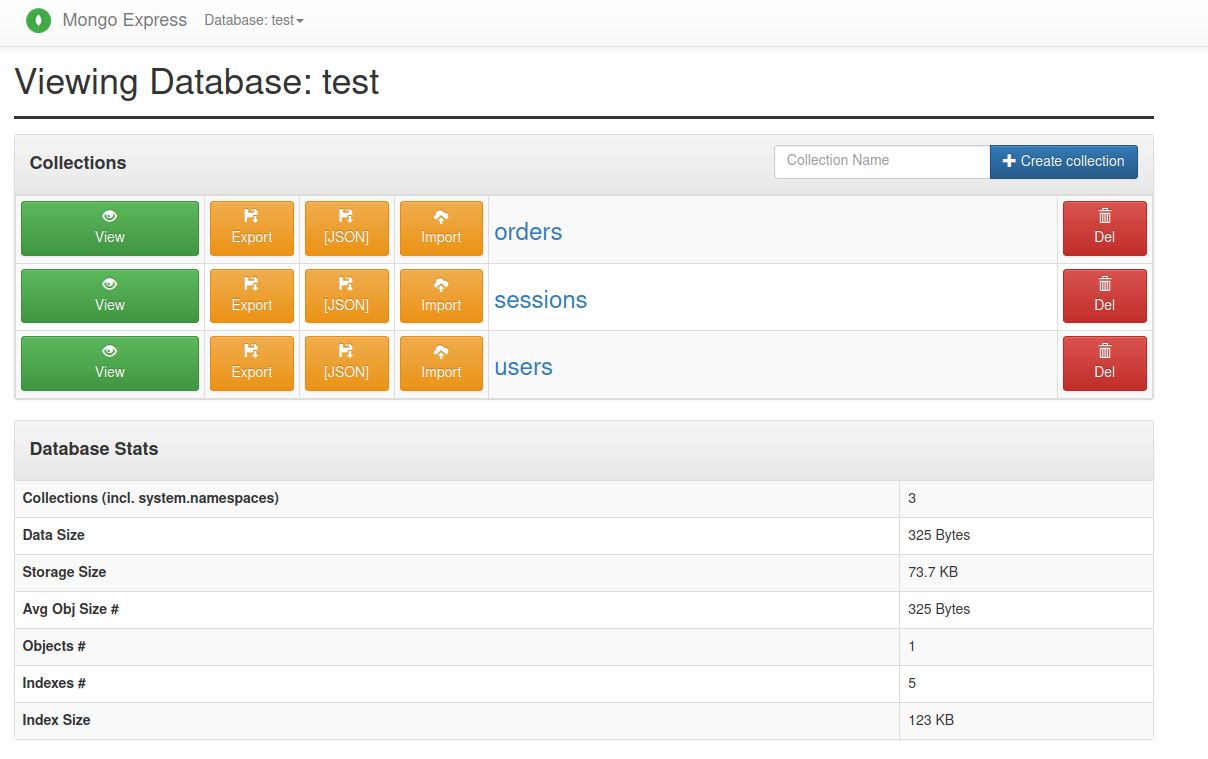 Mongo Express Database: test
Viewing Database: test
Collections
Collection Name
Create collection
View Export [JSON] Import orders Del
View Export [JSON] Import sessions Del
View Export [JSON] Import users Del
Database Stats
Collections (incl. system.namespaces) 3
Data Size 325 Bytes
Storage Size 73.7 KB
Avg Obj Size # 325 Bytes
Objects # 1
Indexes # 5
Index Size 123 KB